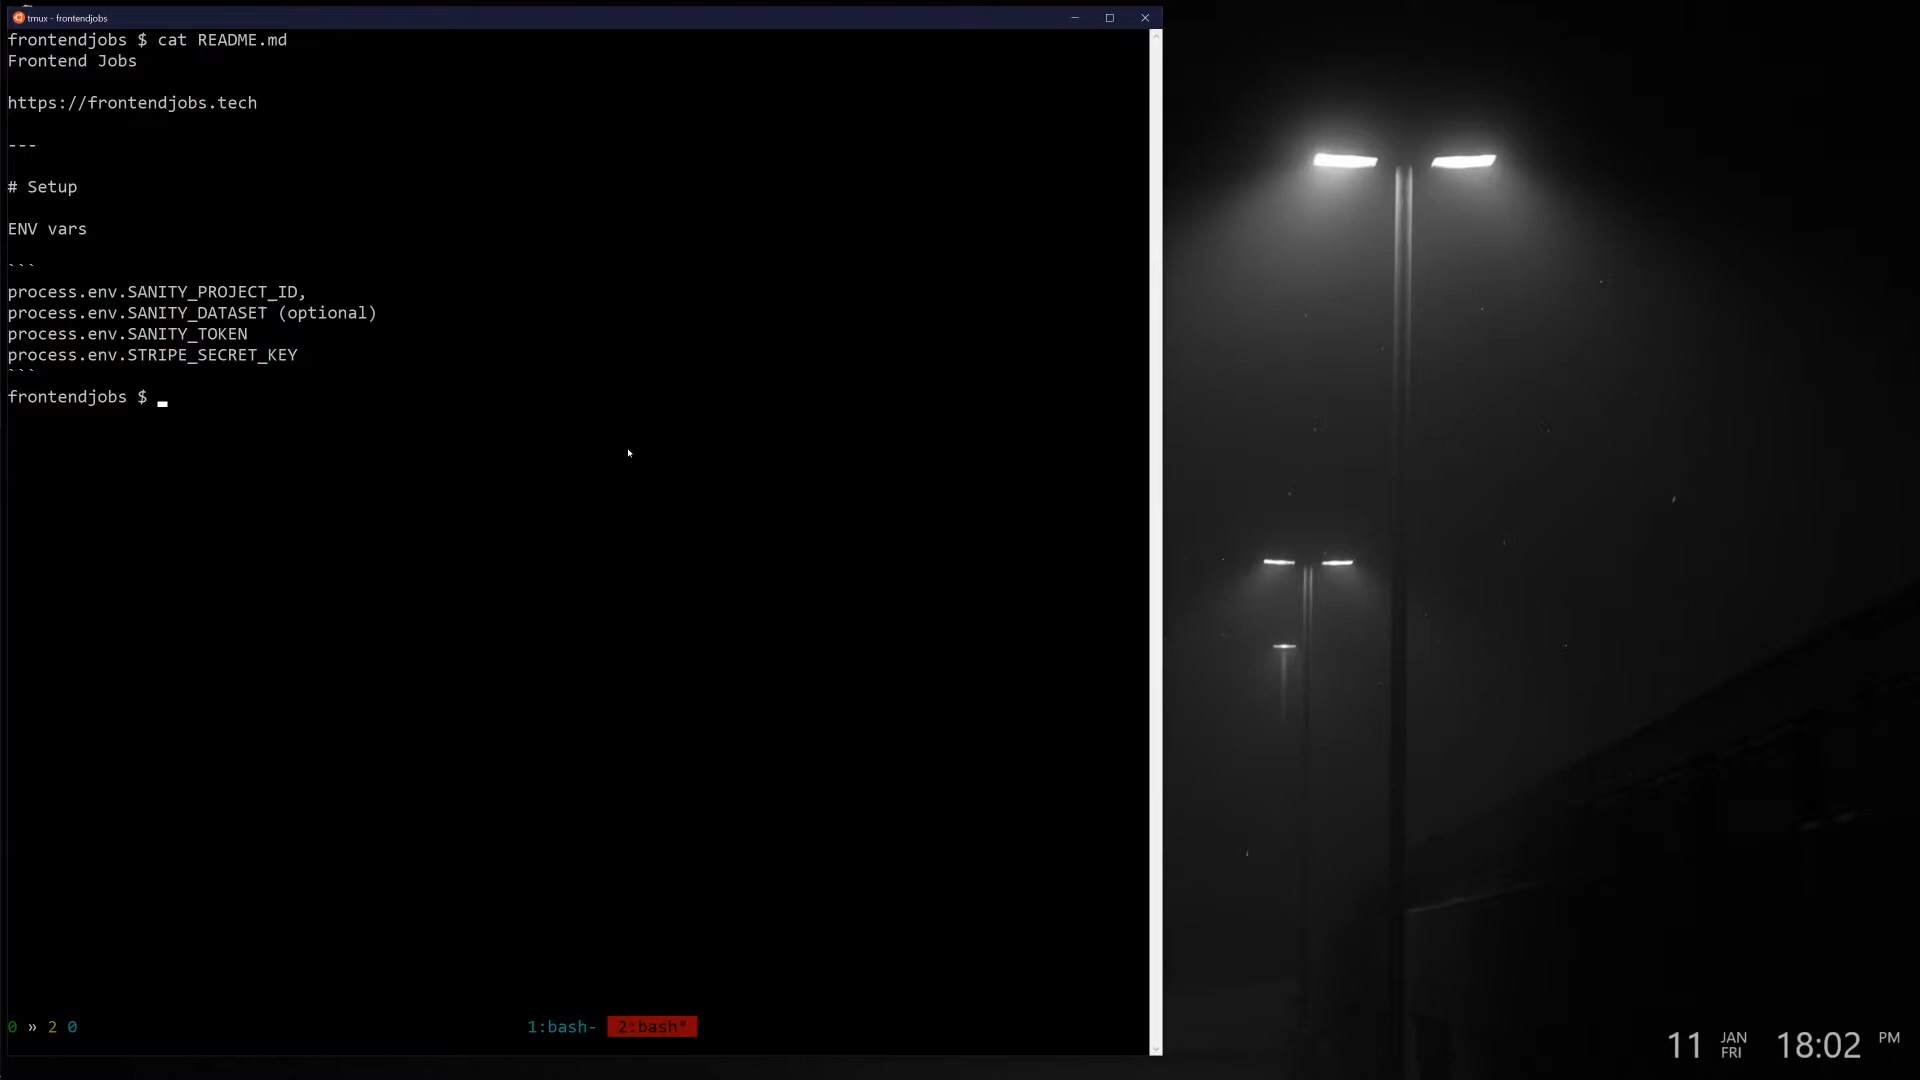 tmux - frontendjobs
frontendjobs $ cat README.md
Frontend Jobs
https://frontendjobs.tech
---
# Setup
ENV vars
```
process.env.SANITY_PROJECT_ID,
process.env.SANITY_DATASET (optional)
process.env.SANITY_TOKEN
process.env.STRIPE_SECRET_KEY
```
frontendjobs $
0 » 2 0 1:bash- 2:bash*
11 JAN FRI 18:02 PM